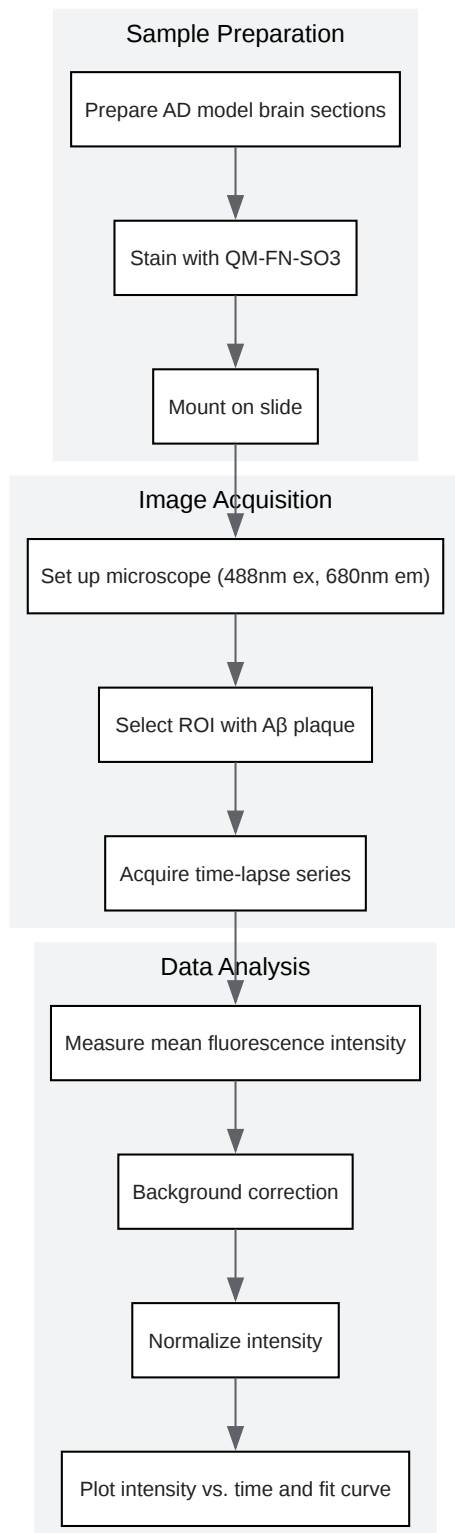 Sample Preparation
Prepare AD model brain sections
Stain with QM-FN-SO3
Mount on slide
Image Acquisition
Set up microscope (488nm ex, 680nm em)
Select ROI with Aβ plaque
Acquire time-lapse series
Data Analysis
Measure mean fluorescence intensity
Background correction
Normalize intensity
Plot intensity vs. time and fit curve